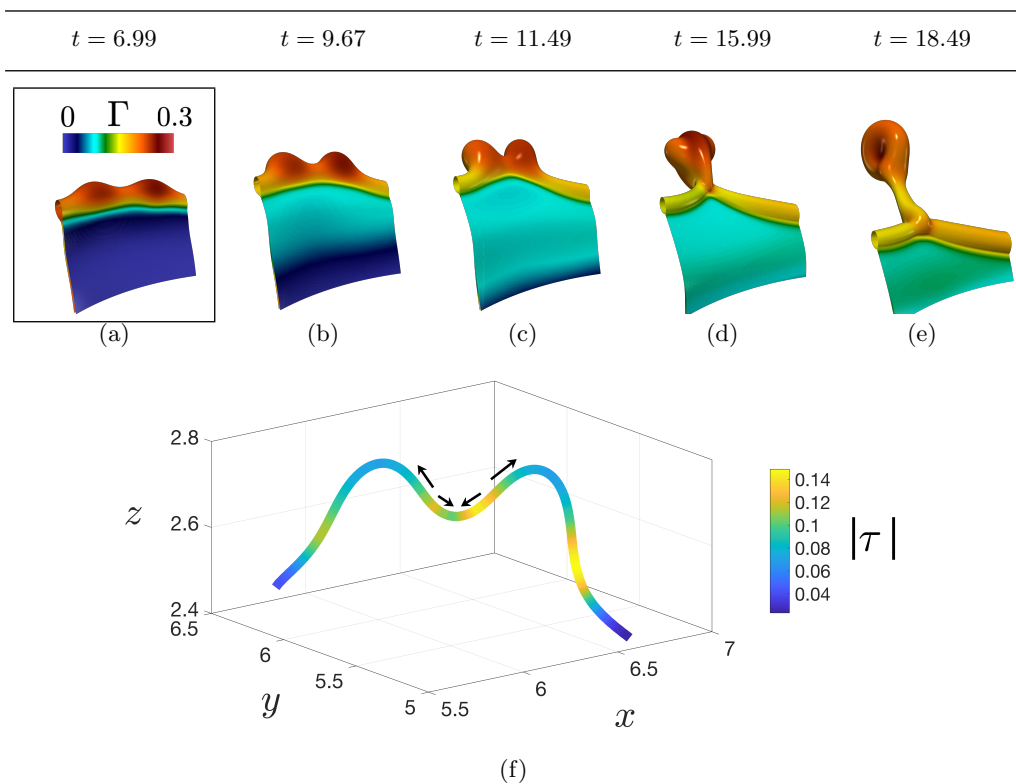 t = 6.99 t = 9.67 t = 11.49 t = 15.99 t = 18.49
0 Γ 0.3
(a) (b) (c) (d) (e)
2.8
2.6
2.4
z
6.5
6
5.5
5
y
5.5
6
6.5
7
x
0.14
0.12
0.1
0.08
0.06
0.04
|τ|
(f)